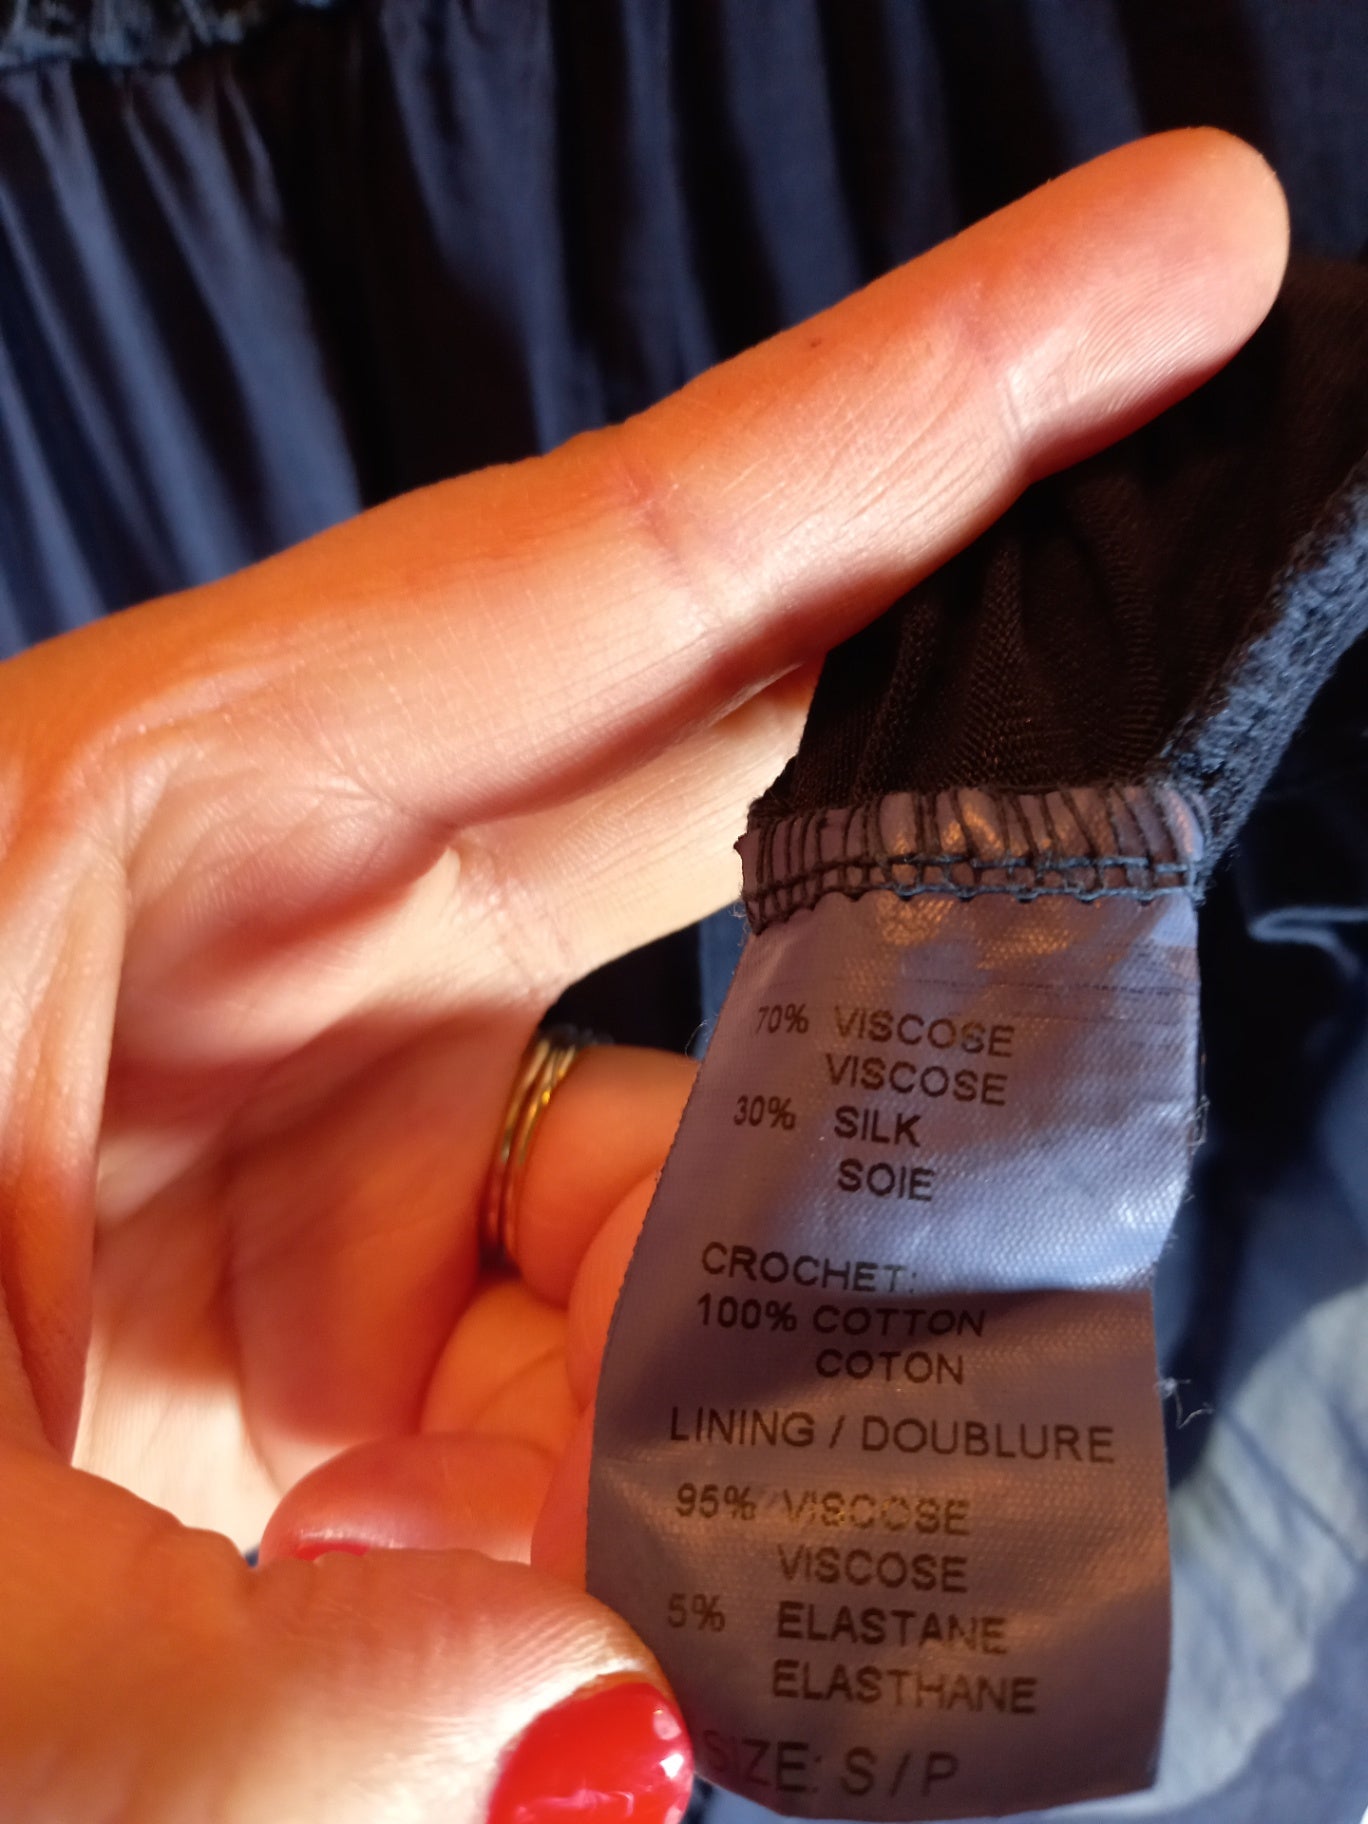 70% VISCOSE
VISCOSE
30% SILK
SOIE
CROCHET:
100% COTTON
COTON
LINING / DOUBLURE
95% VISCOSE
VISCOSE
5% ELASTANE
ELASTHANE
SIZE: S / P